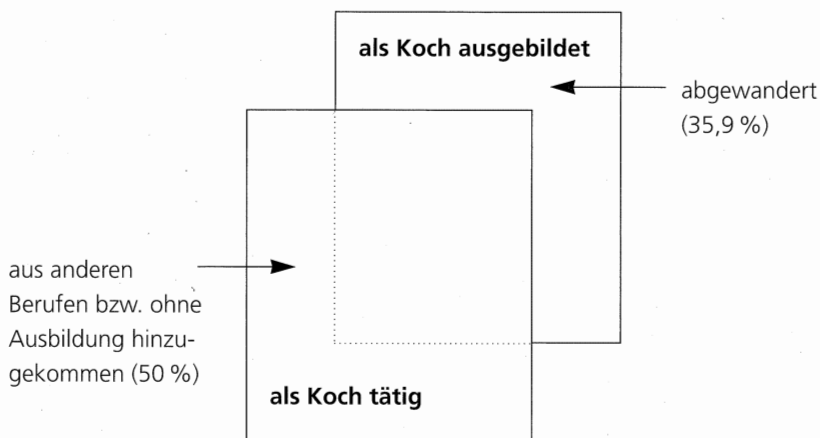 als Koch ausgebildet
abgewandert
(35,9 %)
aus anderen
Berufen bzw. ohne
Ausbildung hinzu-
gekommen (50 %)
als Koch tätig